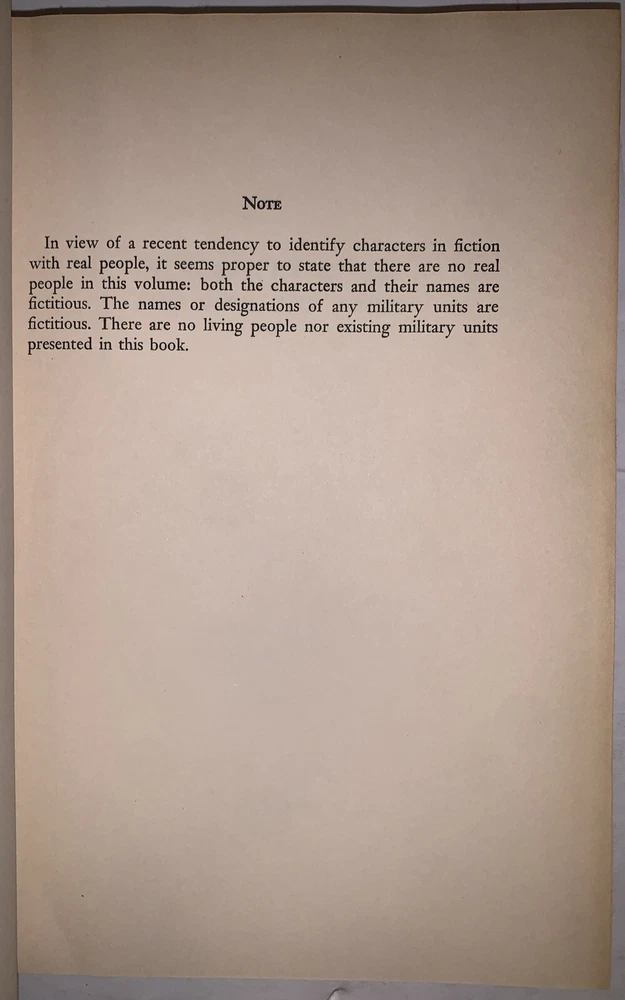 NOTE
In view of a recent tendency to identify characters in fiction
with real people, it seems proper to state that there are no real
people in this volume: both the characters and their names are
fictitious. The names or designations of any military units are
fictitious. There are no living people nor existing military units
presented in this book.